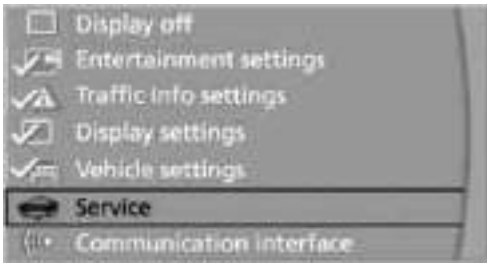 Display off
Entertainment settings
Traffic Info settings
Display settings
Vehicle settings
Service
Communication interface